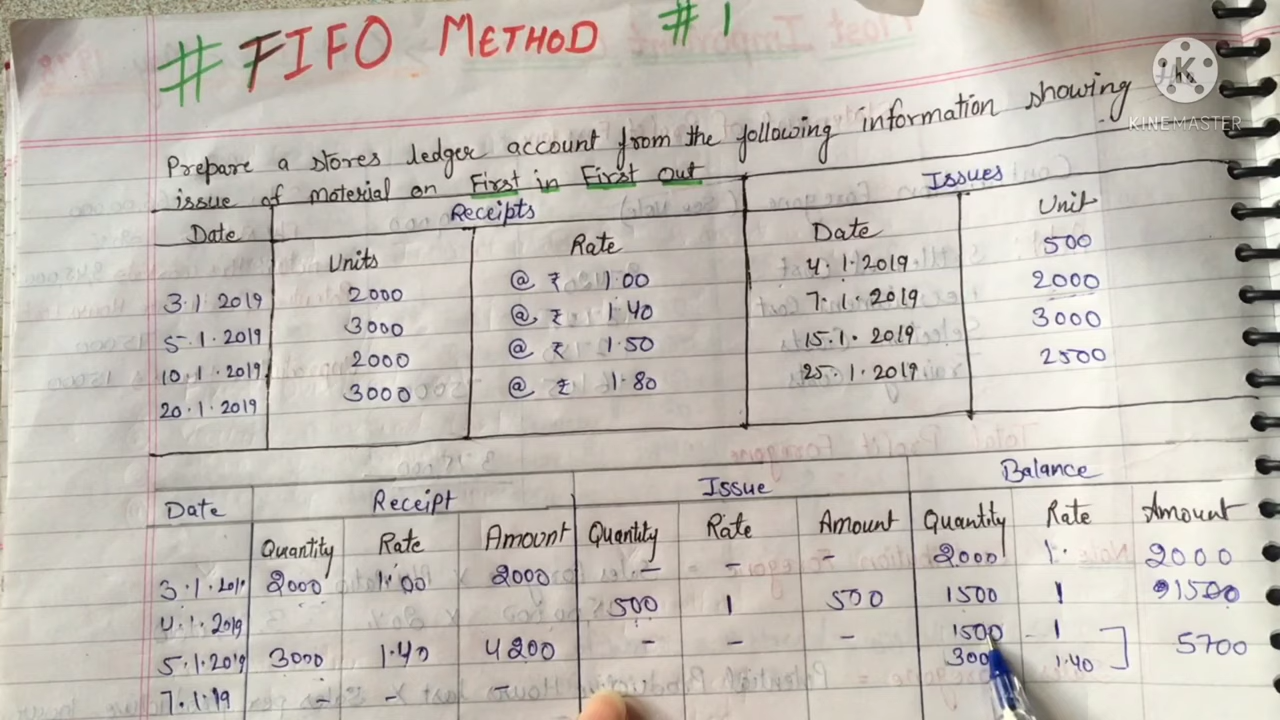 # FIFO METHOD #1
KINEMASTER
Prepare a stores ledger account from the following information showing
issue of material on First in First Out
Receipts Issues
Date Units Rate Date Unit
3.1.2019 2000 @ ₹ 1.00 4.1.2019 500
5.1.2019 3000 @ ₹ 1.40 7.1.2019 2000
10.1.2019 2000 @ ₹ 1.50 15.1.2019 3000
20.1.2019 3000 @ ₹ 1.80 25.1.2019 2500
Date Receipt Issue Balance
Quantity Rate Amount Quantity Rate Amount Quantity Rate Amount
3.1.2019 2000 1.00 2000 - - - 2000 1. 2000
4.1.2019 500 1 500 1500 1 1500
5.1.2019 3000 1.40 4200 - - - 1500 - 1
300 1.40 ] 5700
7.1.19 - - -